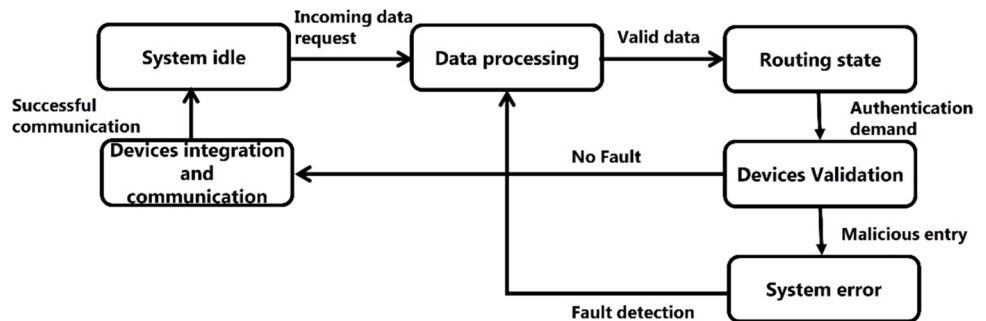 Incoming data
request
System idle
Data processing
Valid data
Routing state
Successful
communication
Authentication
demand
Devices integration
and
communication
No Fault
Devices Validation
Malicious entry
System error
Fault detection